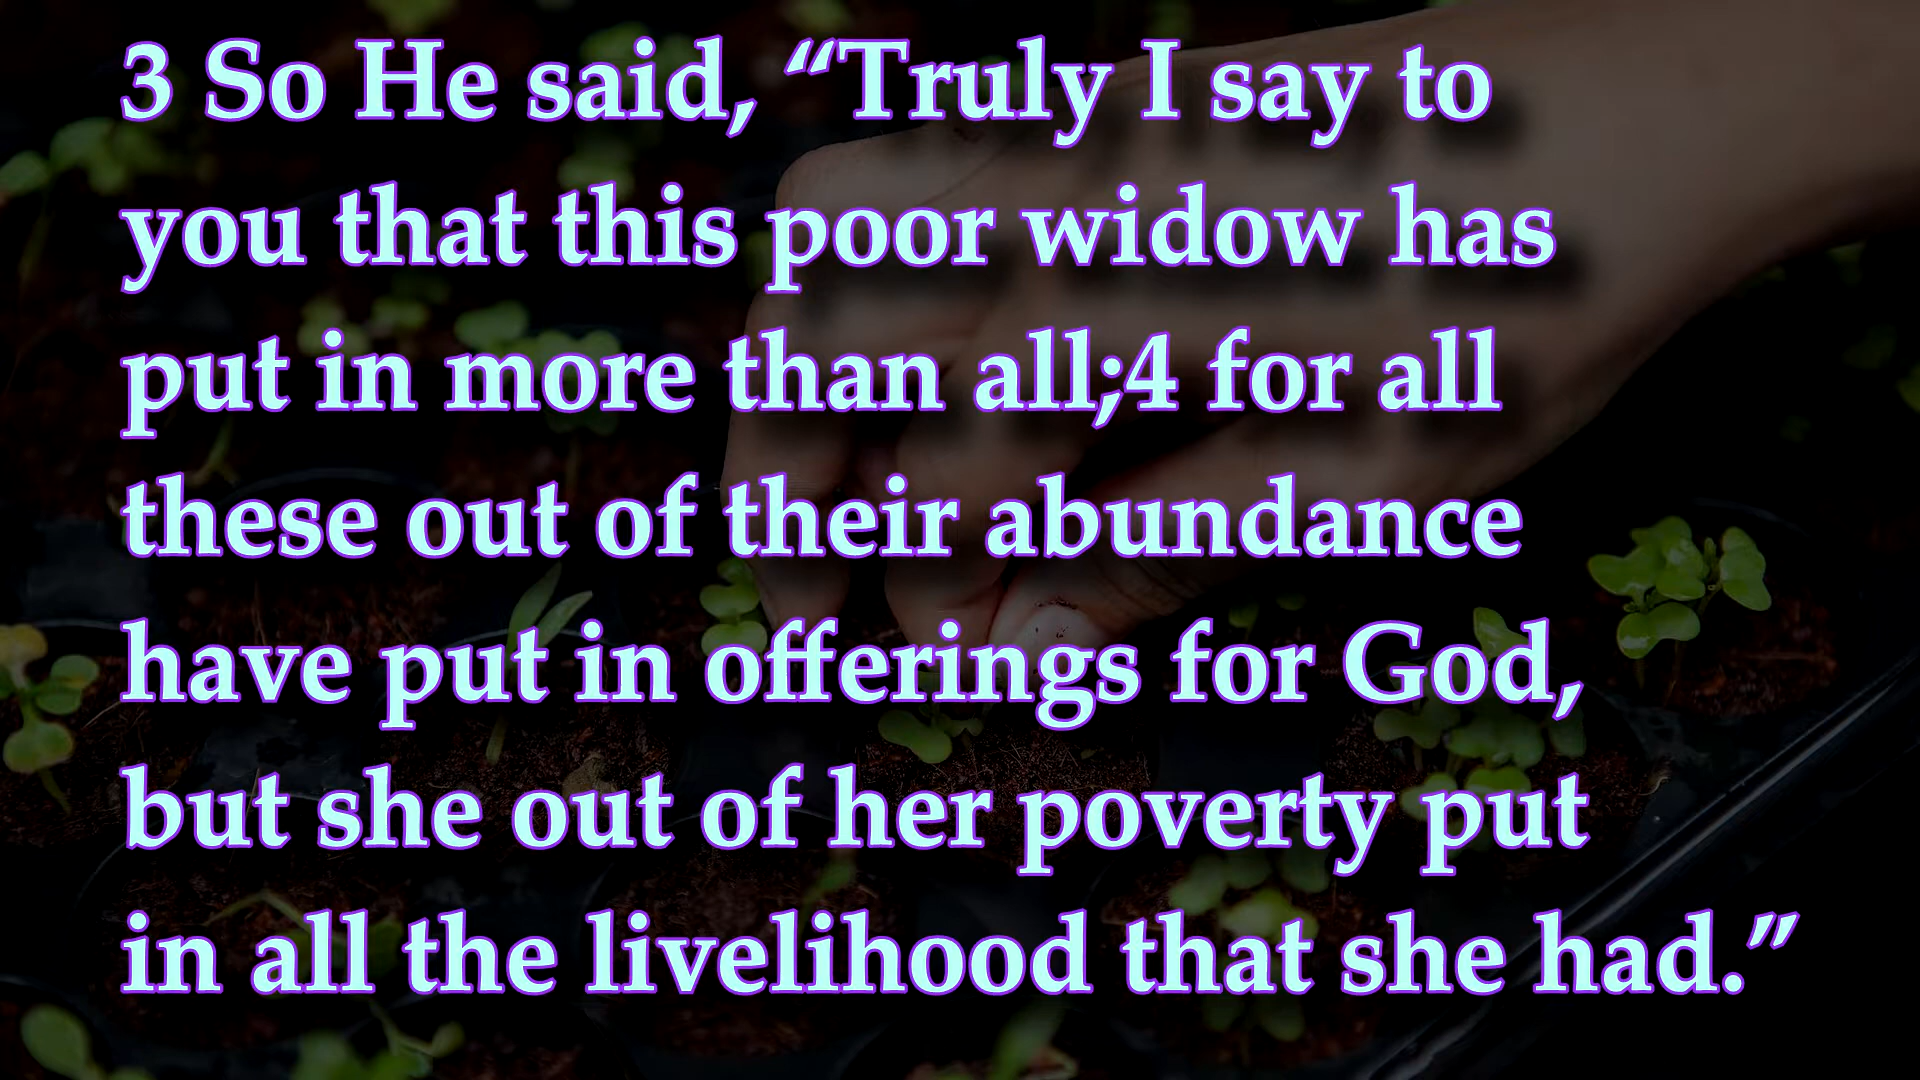 3 So He said, “Truly I say to
you that this poor widow has
put in more than all;4 for all
these out of their abundance
have put in offerings for God,
but she out of her poverty put
in all the livelihood that she had.”